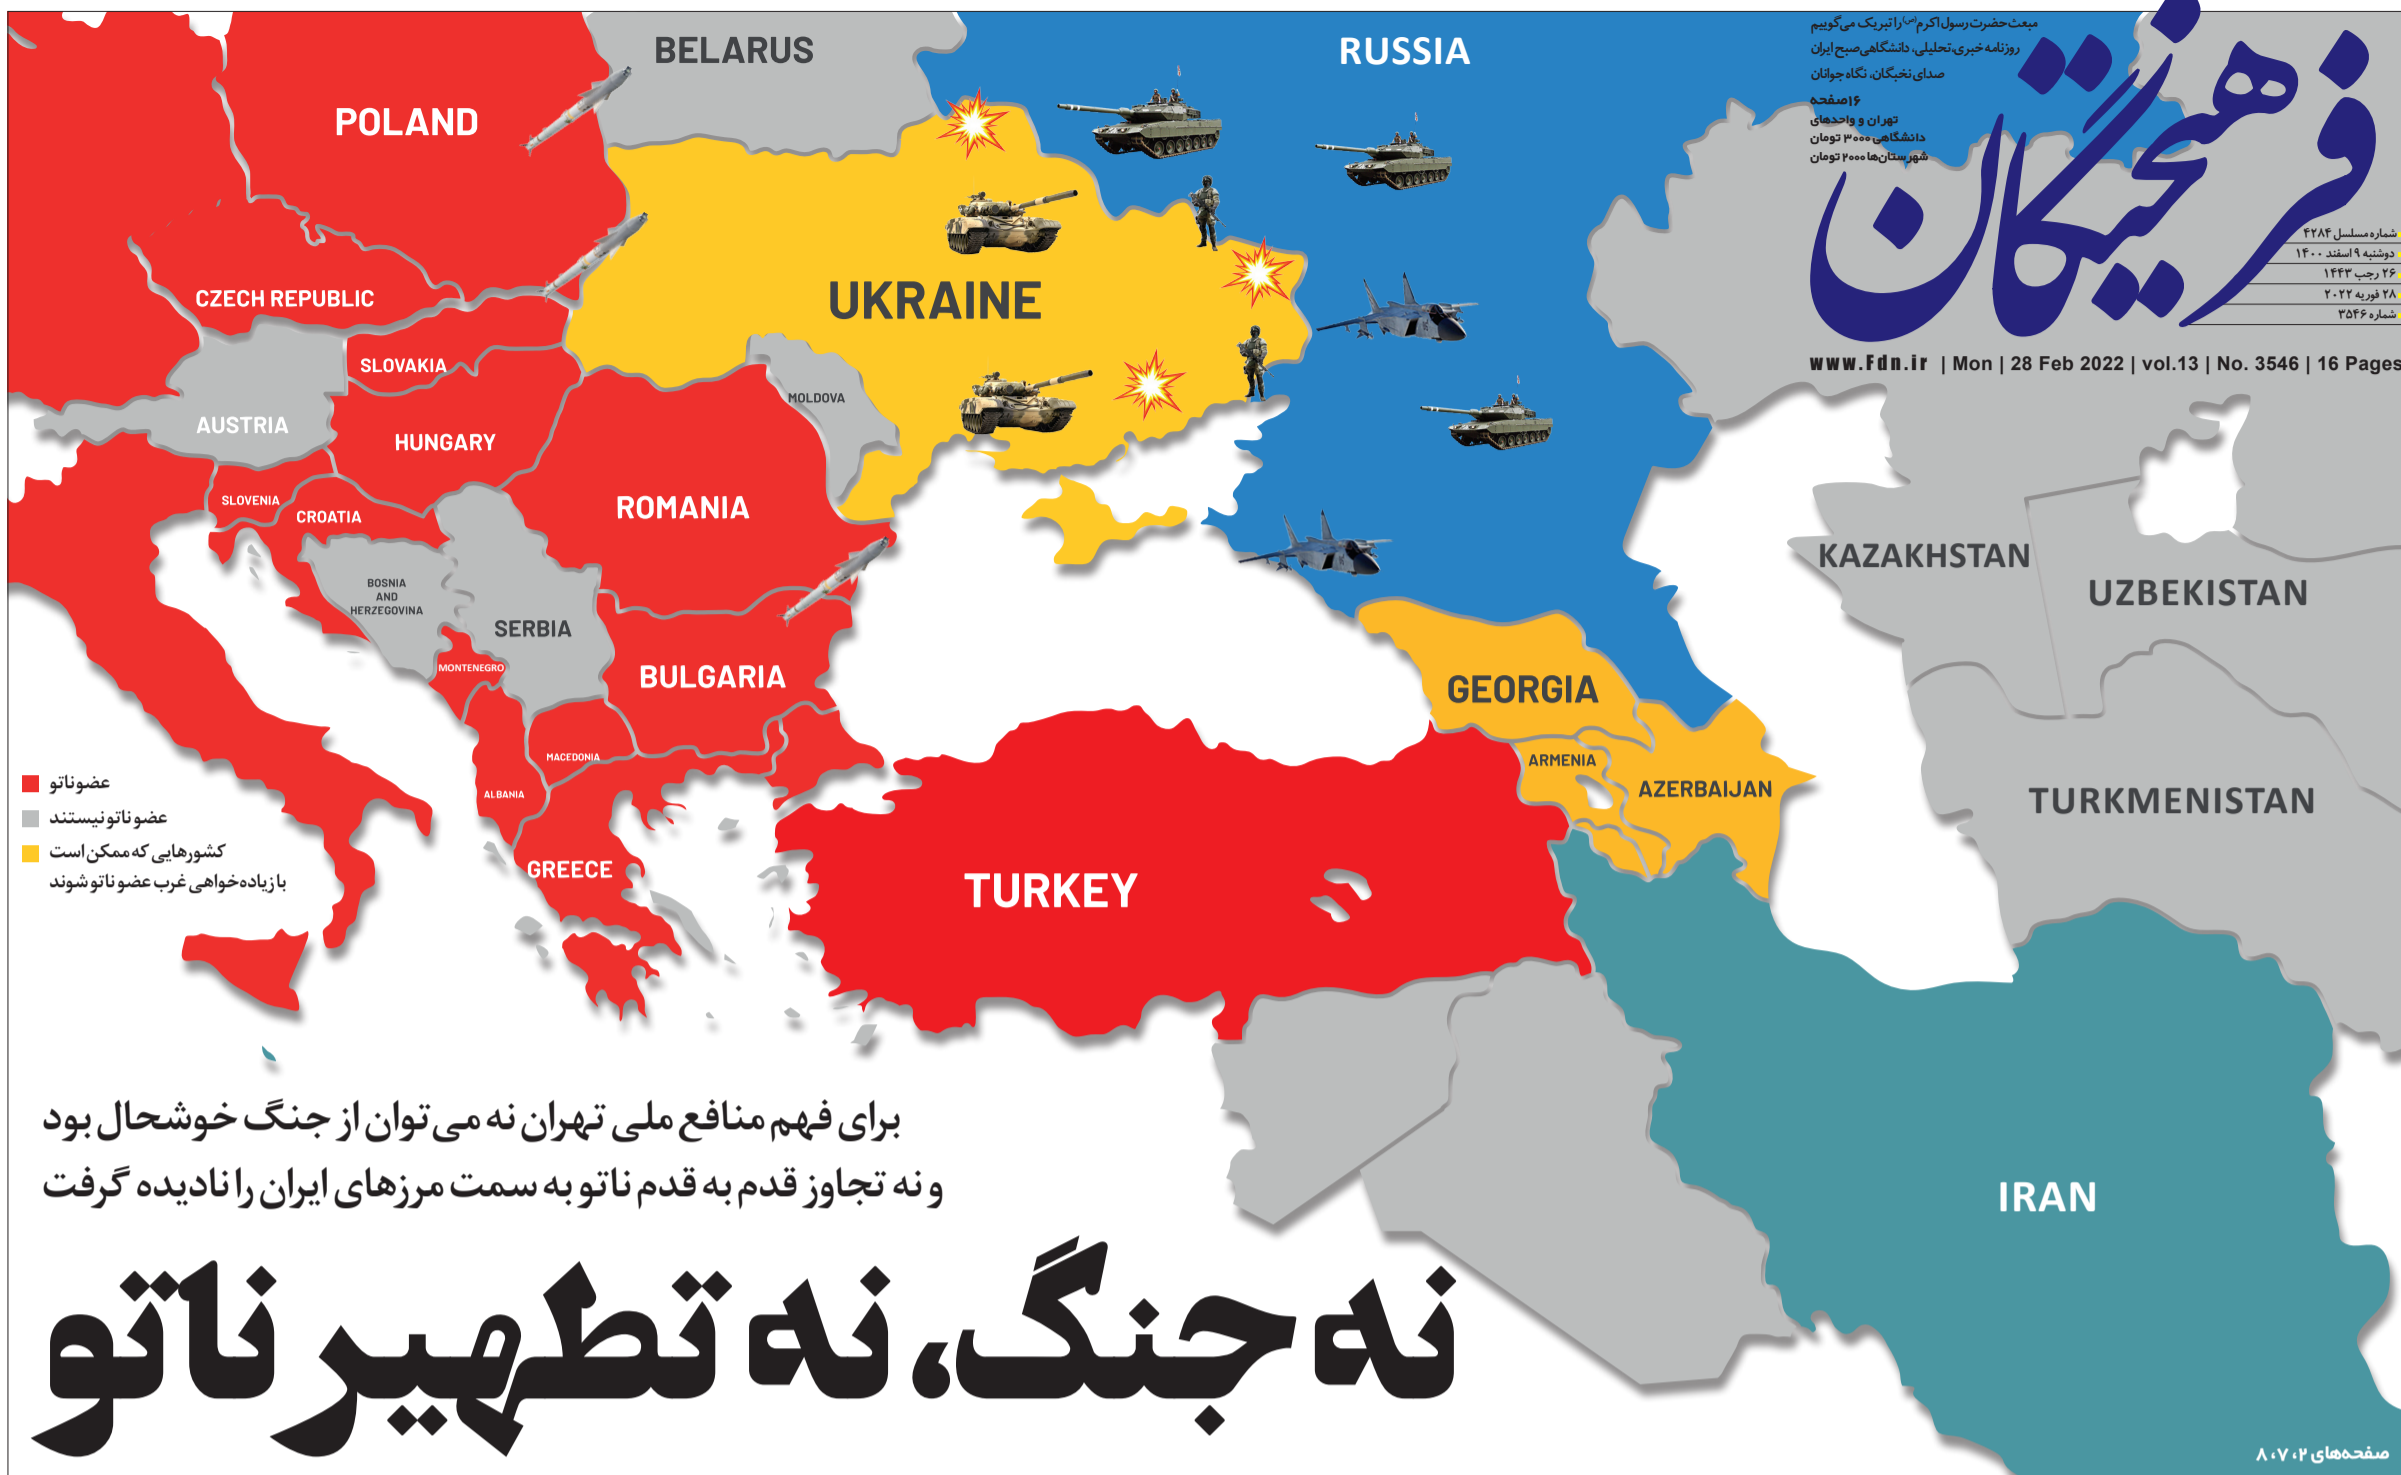 مبعث حضرت رسول اکرم(ص) را تبریک می‌گوییم
روزنامه خبری، تحلیلی، دانشگاهی صبح ایران
صدای نخبگان، نگاه جوانان
۱۶ صفحه
تهران و واحدهای
دانشگاهی ۳۰۰۰ تومان
شهرستان‌ها ۲۰۰۰ تومان
فرهیختگان
شماره مسلسل ۴۲۸۴
دوشنبه ۹ اسفند ۱۴۰۰
۲۶ رجب ۱۴۴۳
۲۸ فوریه ۲۰۲۲
شماره ۳۵۴۶
www.Fdn.ir | Mon | 28 Feb 2022 | vol.13 | No. 3546 | 16 Pages
BELARUS
RUSSIA
POLAND
CZECH REPUBLIC
UKRAINE
SLOVAKIA
MOLDOVA
AUSTRIA
HUNGARY
SLOVENIA
CROATIA
ROMANIA
KAZAKHSTAN
UZBEKISTAN
BOSNIA
AND
HERZEGOVINA
SERBIA
MONTENEGRO
BULGARIA
GEORGIA
MACEDONIA
ARMENIA
ALBANIA
AZERBAIJAN
TURKMENISTAN
GREECE
TURKEY
IRAN
عضو ناتو
عضو ناتو نیستند
کشورهایی که ممکن است
با زیاده‌خواهی غرب عضو ناتو شوند
برای فهم منافع ملی تهران نه می‌توان از جنگ خوشحال بود
و نه تجاوز قدم به قدم ناتو به سمت مرزهای ایران را نادیده گرفت
نه جنگ، نه تطهیر ناتو
صفحه‌های ۲، ۷، ۸